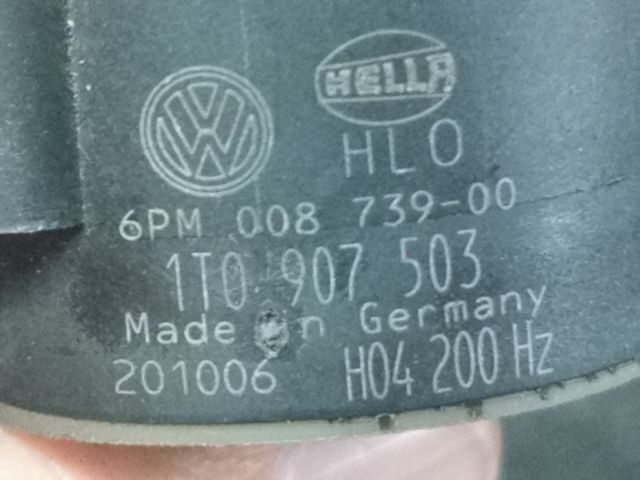 HELLA
HLO
6PM 008 739-00
1T0 907 503
Made in Germany
201006 H04 200 Hz